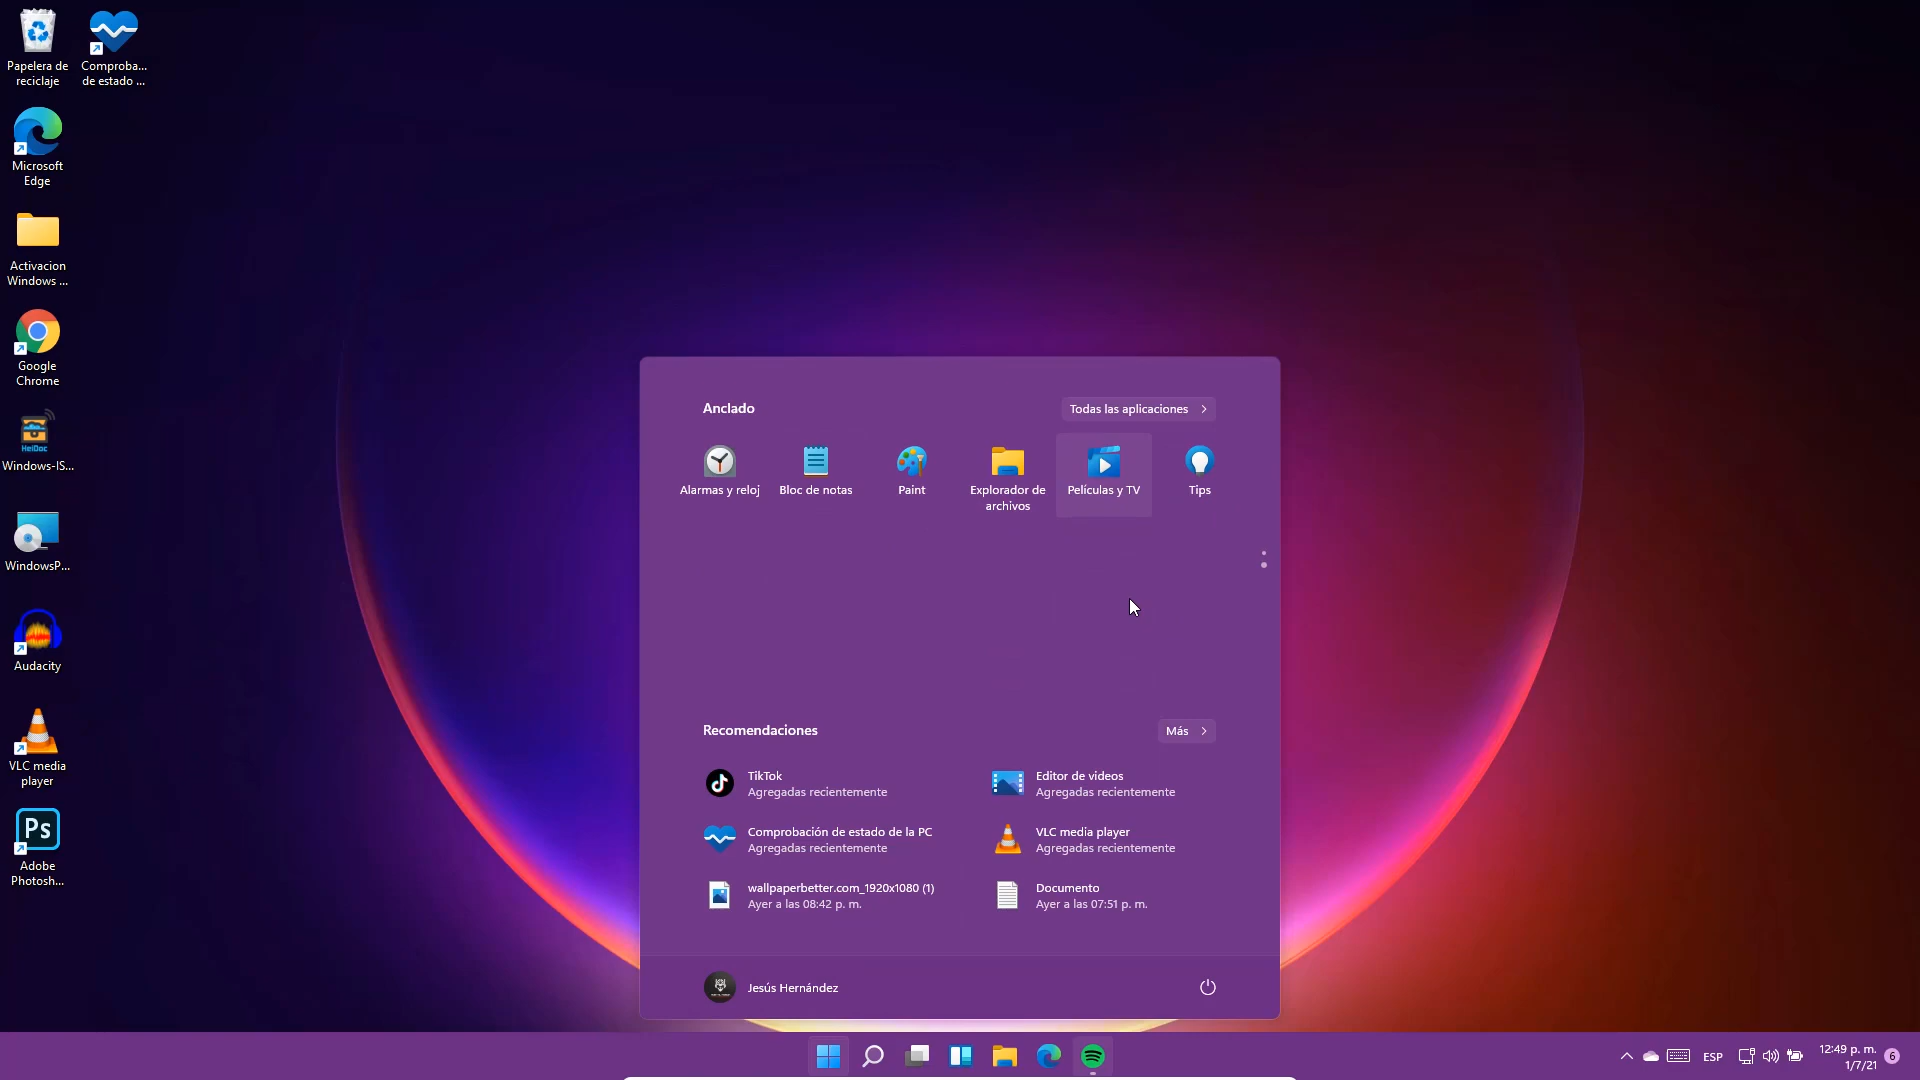 Papelera de
reciclaje
Comproba...
de estado ...
Microsoft
Edge
Activacion
Windows ...
Google
Chrome
HeiDoc
Windows-IS...
WindowsP...
Audacity
VLC media
player
Ps
Adobe
Photosh...
Anclado
Todas las aplicaciones
Alarmas y reloj
Bloc de notas
Paint
Explorador de
archivos
Películas y TV
Tips
Recomendaciones
Más
TikTok
Agregadas recientemente
Editor de videos
Agregadas recientemente
Comprobación de estado de la PC
Agregadas recientemente
VLC media player
Agregadas recientemente
wallpaperbetter.com_1920x1080 (1)
Ayer a las 08:42 p. m.
Documento
Ayer a las 07:51 p. m.
Jesús Hernández
ESP
12:49 p. m.
1/7/21
6